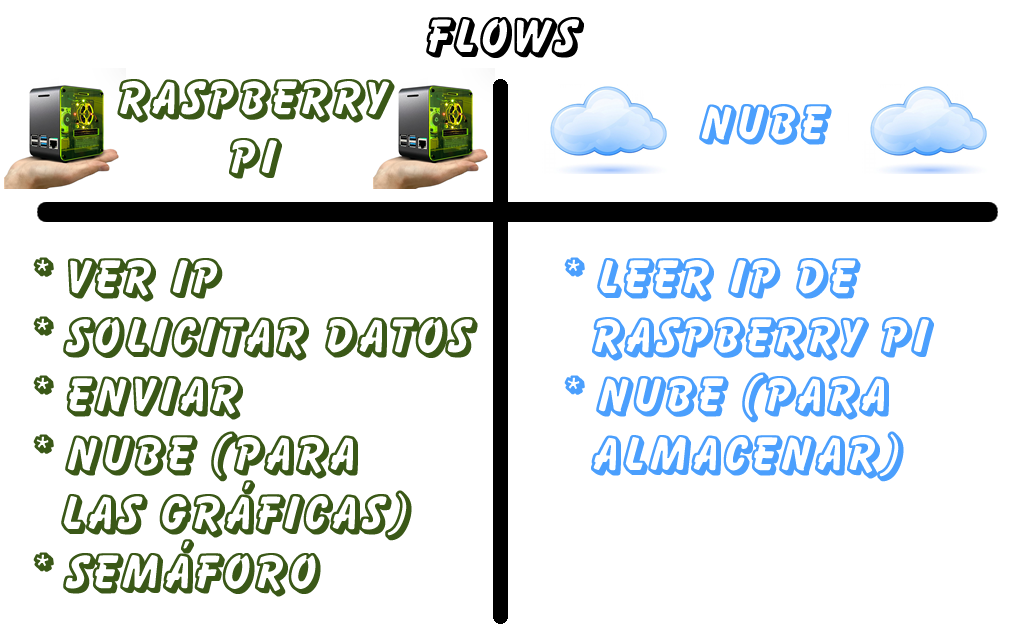 FLOWS
RASPBERRY
PI
NUBE
* VER IP
* SOLICITAR DATOS
* ENVIAR
* NUBE (PARA
LAS GRÁFICAS)
* SEMÁFORO
* LEER IP DE
RASPBERRY PI
* NUBE (PARA
ALMACENAR)